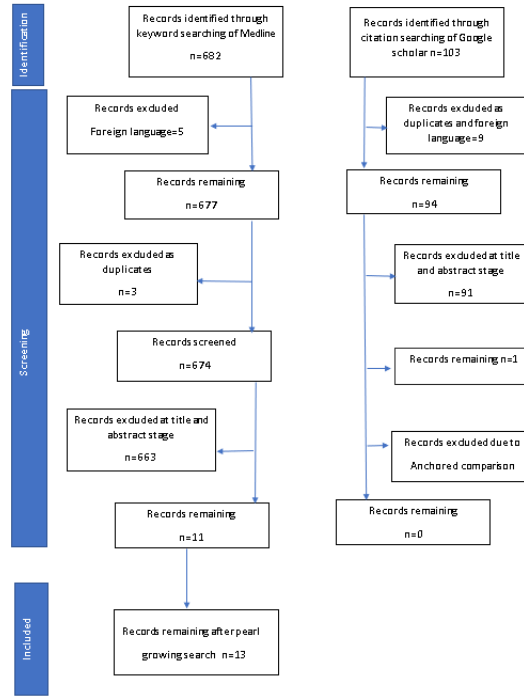 Identification
Records identified through
keyword searching of Medline
n=682
Records identified through
citation searching of Google
scholar n=103
Screening
Records excluded
Foreign language=5
Records excluded as
duplicates and foreign
language=9
Records remaining
n=677
Records remaining
n=94
Records excluded as
duplicates
n=3
Records excluded at title
and abstract stage
n=91
Records screened
n=674
Records remaining n=1
Records excluded at title and
abstract stage
n=663
Records excluded due to
Anchored comparison
Records remaining
n=11
Records remaining
n=0
Included
Records remaining after pearl
growing search n=13